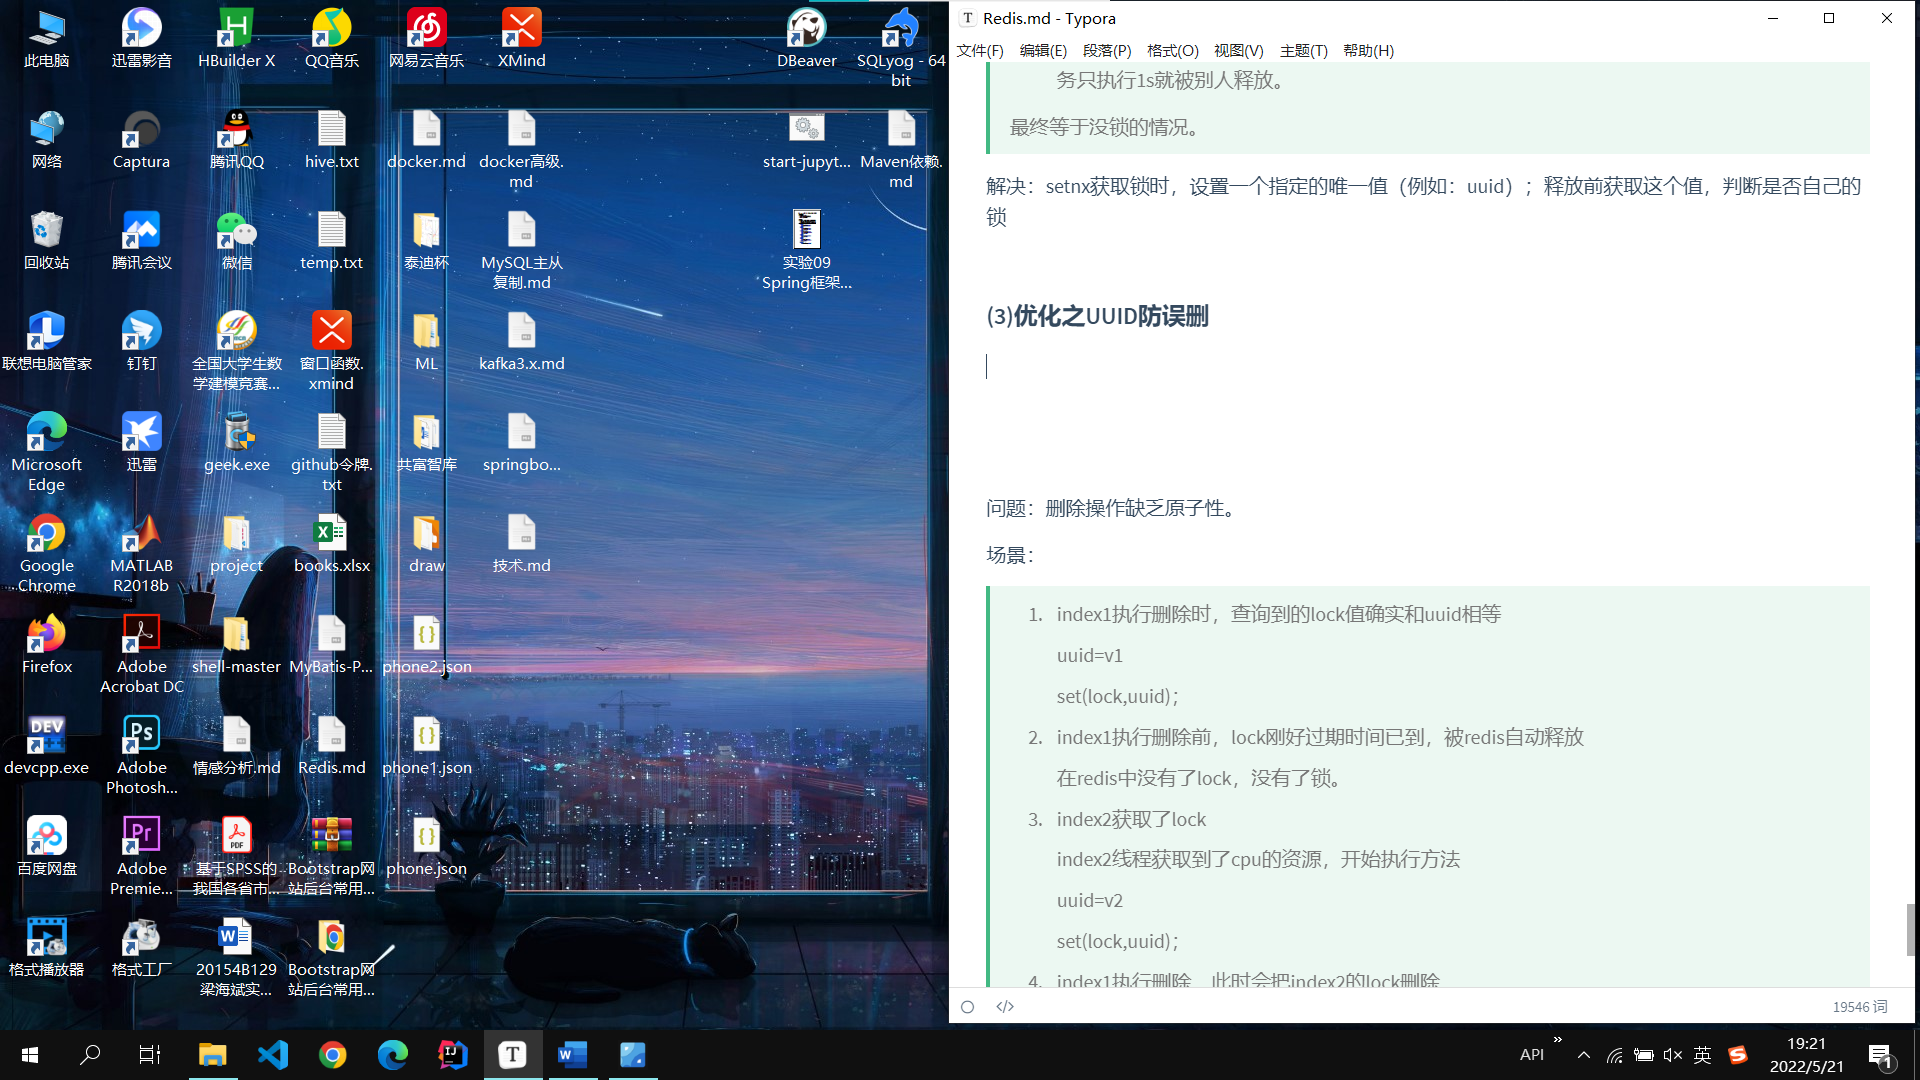 此电脑
迅雷影音
HBuilder X
QQ音乐
网易云音乐
XMind
DBeaver
SQLyog - 64
bit
网络
Captura
腾讯QQ
hive.txt
docker.md
docker高级.
md
start-jupyt...
Maven依赖.
md
回收站
腾讯会议
微信
temp.txt
泰迪杯
MySQL主从
复制.md
实验09
Spring框架...
联想电脑管家
钉钉
全国大学生数
学建模竞赛...
窗口函数.
xmind
ML
kafka3.x.md
Microsoft
Edge
迅雷
geek.exe
github令牌.
txt
共富智库
springbo...
Google
Chrome
MATLAB
R2018b
project
books.xlsx
draw
技术.md
Firefox
Adobe
Acrobat DC
shell-master
MyBatis-P...
phone2.json
devcpp.exe
Adobe
Photosh...
情感分析.md
Redis.md
phone1.json
百度网盘
Adobe
Premie...
基于SPSS的
我国各省市...
Bootstrap网
站后台常用...
phone.json
格式播放器
格式工厂
20154B129
梁海斌实...
Bootstrap网
站后台常用...
Redis.md - Typora
文件(F) 编辑(E) 段落(P) 格式(O) 视图(V) 主题(T) 帮助(H)
务只执行1s就被别人释放。
最终等于没锁的情况。
解决：setnx获取锁时，设置一个指定的唯一值（例如：uuid）；释放前获取这个值，判断是否自己的
锁
(3)优化之UUID防误删
问题：删除操作缺乏原子性。
场景：
1. index1执行删除时，查询到的lock值确实和uuid相等
uuid=v1
set(lock,uuid)；
2. index1执行删除前，lock刚好过期时间已到，被redis自动释放
在redis中没有了lock，没有了锁。
3. index2获取了lock
index2线程获取到了cpu的资源，开始执行方法
uuid=v2
set(lock,uuid)；
4. index1执行删除，此时会把index2的lock删除
19546 词
API
英
19:21
2022/5/21
1